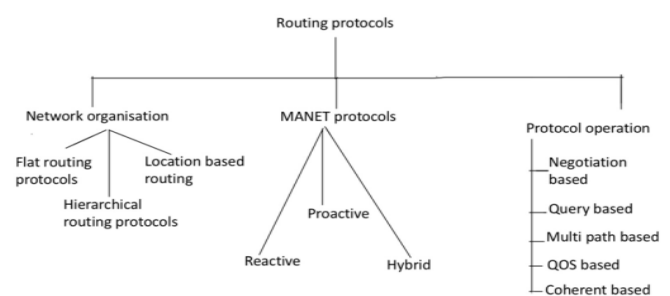 Routing protocols
Network organisation
MANET protocols
Protocol operation
Flat routing
protocols
Location based
routing
Hierarchical
routing protocols
Proactive
Reactive
Hybrid
Negotiation
based
Query based
Multi path based
QOS based
Coherent based